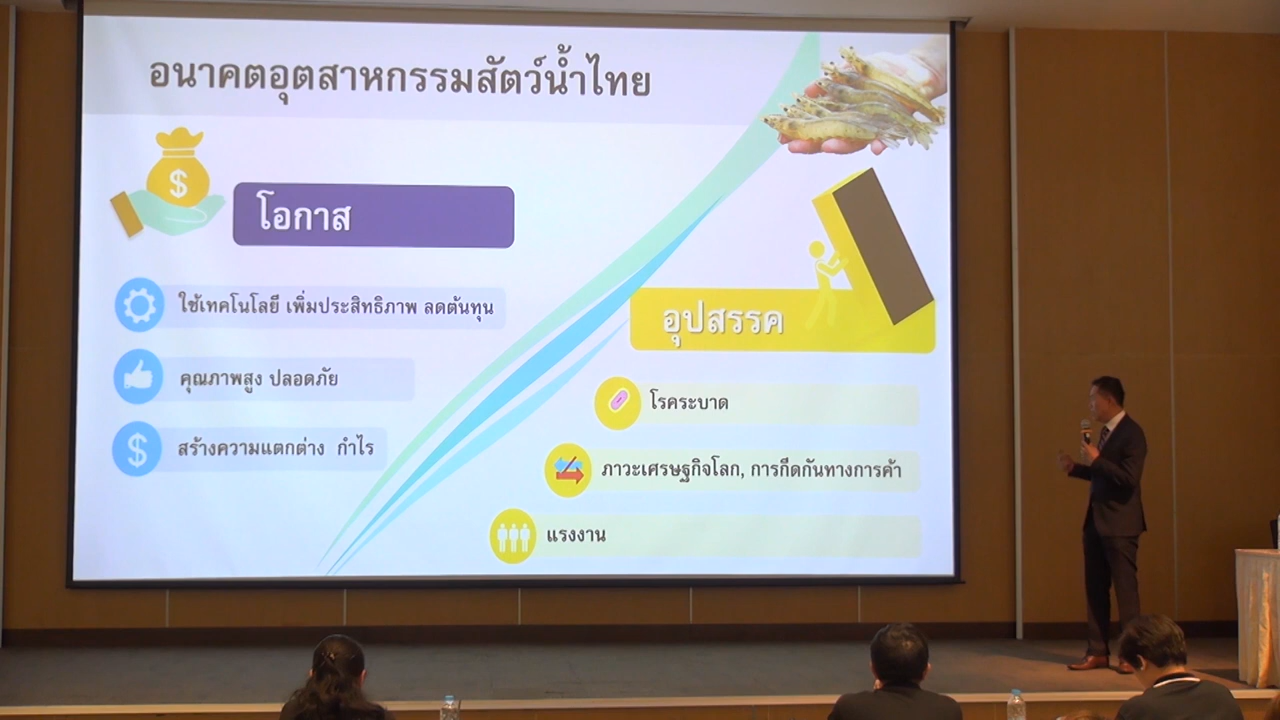 อนาคตอุตสาหกรรมสัตว์น้ำไทย
$
โอกาส
ใช้เทคโนโลยี เพิ่มประสิทธิภาพ ลดต้นทุน
คุณภาพสูง ปลอดภัย
$
สร้างความแตกต่าง กำไร
อุปสรรค
โรคระบาด
ภาวะเศรษฐกิจโลก, การกีดกันทางการค้า
แรงงาน